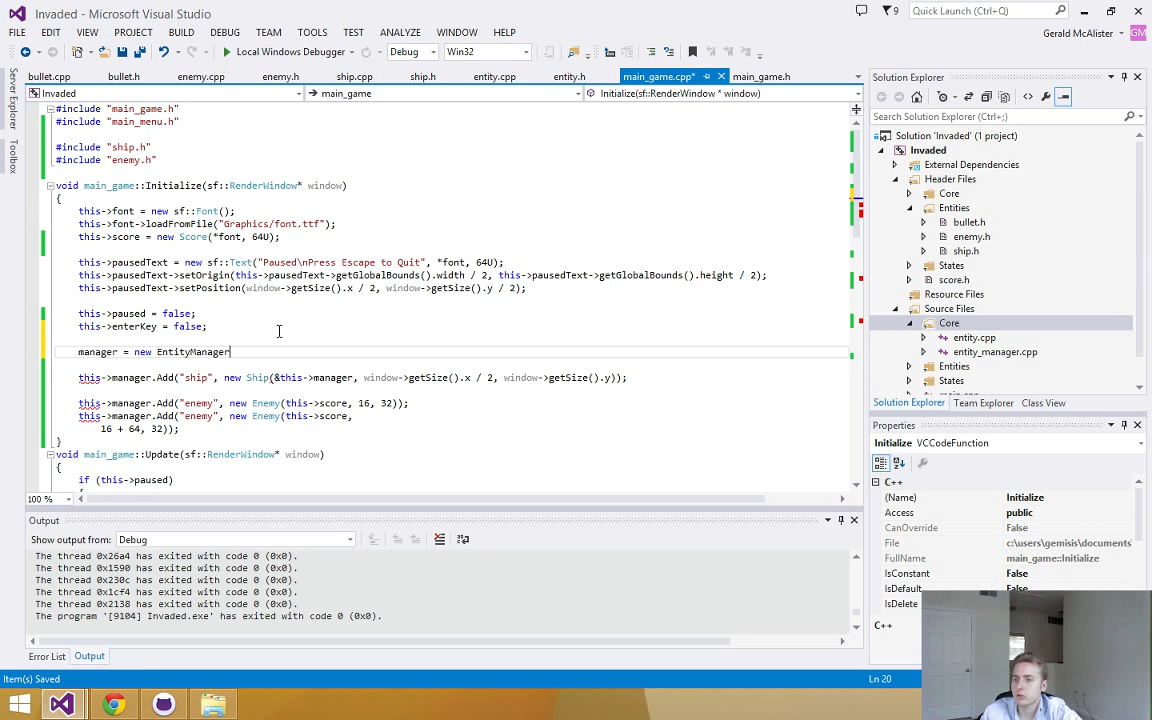 Invaded - Microsoft Visual Studio
9
Quick Launch (Ctrl+;)
FILE EDIT VIEW PROJECT BUILD DEBUG TEAM TOOLS TEST ANALYZE WINDOW HELP
Gerald McAlister GM
Local Windows Debugger Debug Win32
Server Explorer
Toolbox
bullet.cpp bullet.h enemy.cpp enemy.h ship.cpp ship.h entity.cpp entity.h main_game.cpp* main_game.h
Invaded main_game Initialize(sf::RenderWindow * window)
#include "main_game.h"
#include "main_menu.h"
#include "ship.h"
#include "enemy.h"
void main_game::Initialize(sf::RenderWindow* window)
{
this->font = new sf::Font();
this->font->loadFromFile("Graphics/font.ttf");
this->score = new Score(*font, 64U);
this->pausedText = new sf::Text("Paused\nPress Escape to Quit", *font, 64U);
this->pausedText->setOrigin(this->pausedText->getGlobalBounds().width / 2, this->pausedText->getGlobalBounds().height / 2);
this->pausedText->setPosition(window->getSize().x / 2, window->getSize().y / 2);
this->paused = false;
this->enterKey = false;
manager = new EntityManager
this->manager.Add("ship", new Ship(&this->manager, window->getSize().x / 2, window->getSize().y));
this->manager.Add("enemy", new Enemy(this->score, 16, 32));
this->manager.Add("enemy", new Enemy(this->score,
16 + 64, 32));
}
void main_game::Update(sf::RenderWindow* window)
{
if (this->paused)
100 %
Output
Show output from: Debug
The thread 0x26a4 has exited with code 0 (0x0).
The thread 0x1590 has exited with code 0 (0x0).
The thread 0x230c has exited with code 0 (0x0).
The thread 0x1cf4 has exited with code 0 (0x0).
The thread 0x2138 has exited with code 0 (0x0).
The program '[9104] Invaded.exe' has exited with code 0 (0x0).
Error List Output
Item(s) Saved
Ln 20
Solution Explorer
Search Solution Explorer (Ctrl+;)
Solution 'Invaded' (1 project)
Invaded
External Dependencies
Header Files
Core
Entities
bullet.h
enemy.h
ship.h
States
score.h
Resource Files
Source Files
Core
entity.cpp
entity_manager.cpp
Entities
States
Solution Explorer Team Explorer Class View
Properties
Initialize VCCodeFunction
C++
(Name) Initialize
Access public
CanOverride False
File c:\users\gemisis\documents
FullName main_game::Initialize
IsConstant False
IsDefault False
IsDelete
C++